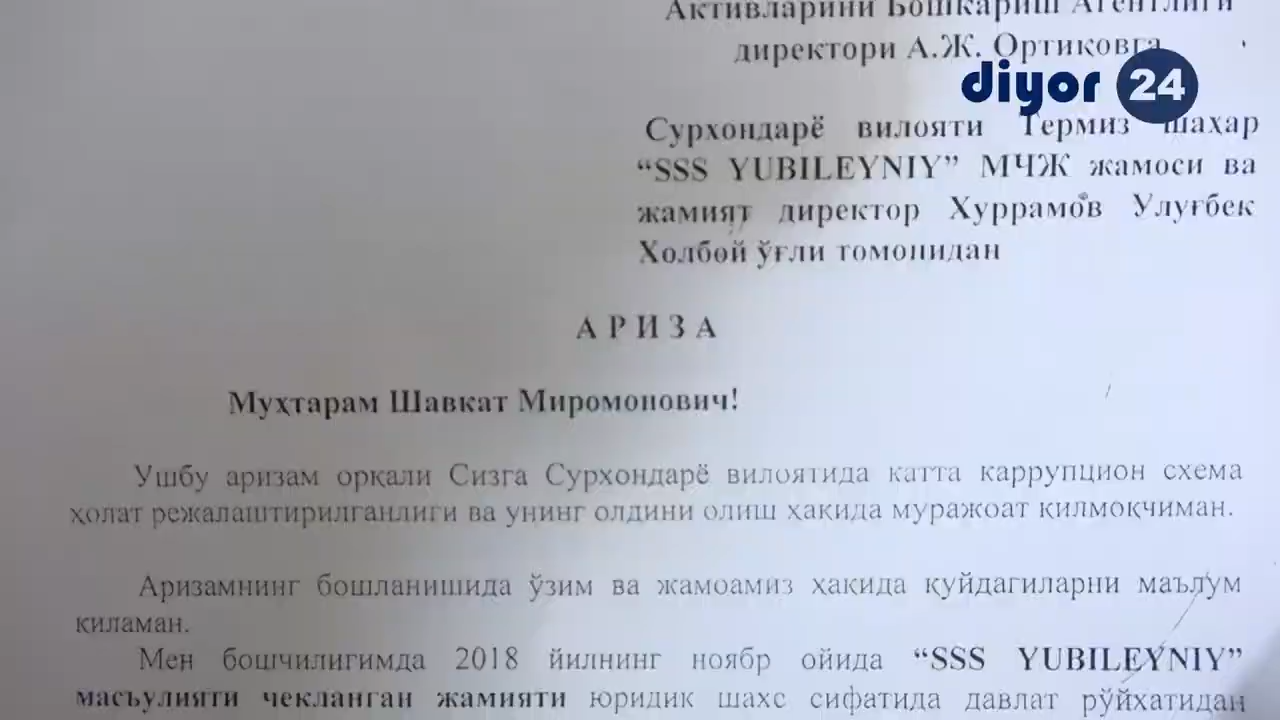 Активларини Бошқариш Агентлиги
директори А.Ж. Ортиковга
diyor 24
Сурхондарё вилояти Термиз шаҳар
“SSS YUBILEYNIY” МЧЖ жамоси ва
жамият директор Хуррамов Улуғбек
Холбой ўғли томонидан
А Р И З А
Муҳтарам Шавкат Миромонович!
Ушбу аризам орқали Сизга Сурхондарё вилоятида катта каррупцион схема
ҳолат режалаштирилганлиги ва унинг олдини олиш ҳақида муражоат қилмоқчиман.
Аризамнинг бошланишида ўзим ва жамоамиз ҳақида қуйдагиларни маълум
қиламан.
Мен бошчилигимда 2018 йилнинг ноябр ойида “SSS YUBILEYNIY”
масъулияти чекланган жамияти юридик шахс сифатида давлат рўйхатидан